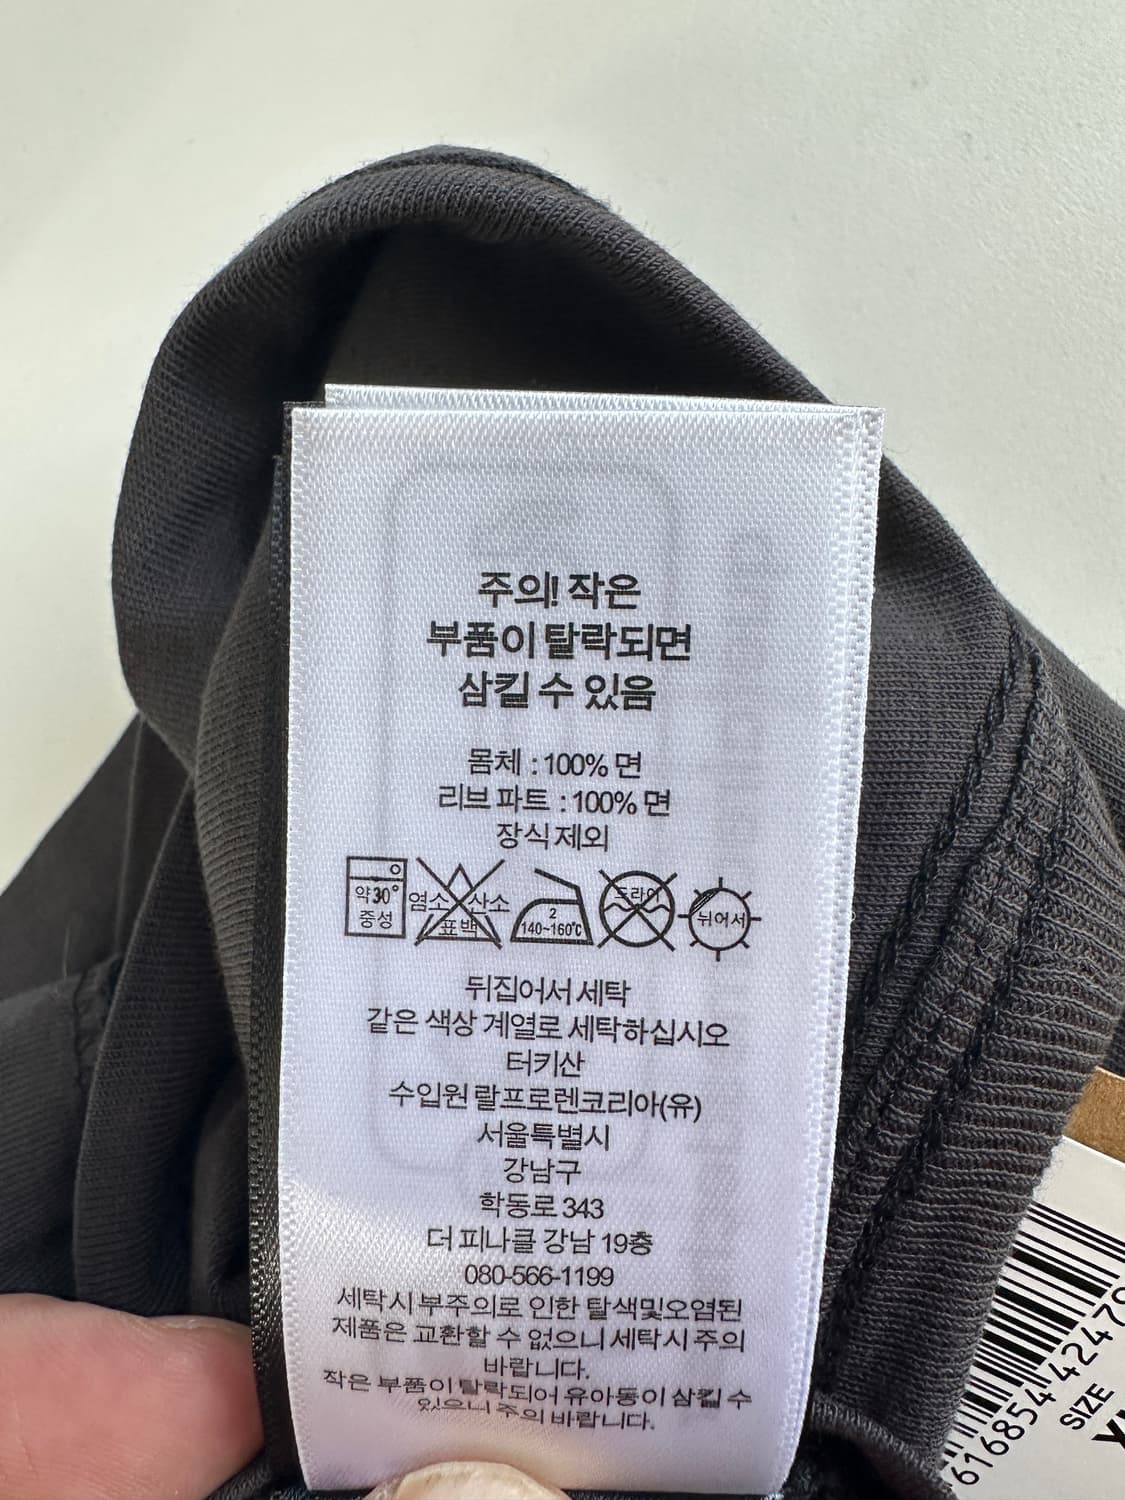 주의! 작은
부품이 탈락되면
삼킬 수 있음
몸체 : 100% 면
리브 파트 : 100% 면
장식 제외
약30°
중성
염소 산소
표백
2
140~160℃
드라이
뉘어서
뒤집어서 세탁
같은 색상 계열로 세탁하십시오
터키산
수입원 랄프로렌코리아(유)
서울특별시
강남구
학동로 343
더 피나클 강남 19층
080-566-1199
세탁시 부주의로 인한 탈색및오염된
제품은 교환할 수 없으니 세탁시 주의
바랍니다.
작은 부품이 탈락되어 유아동이 삼킬 수
있으니 주의 바랍니다.
SIZE